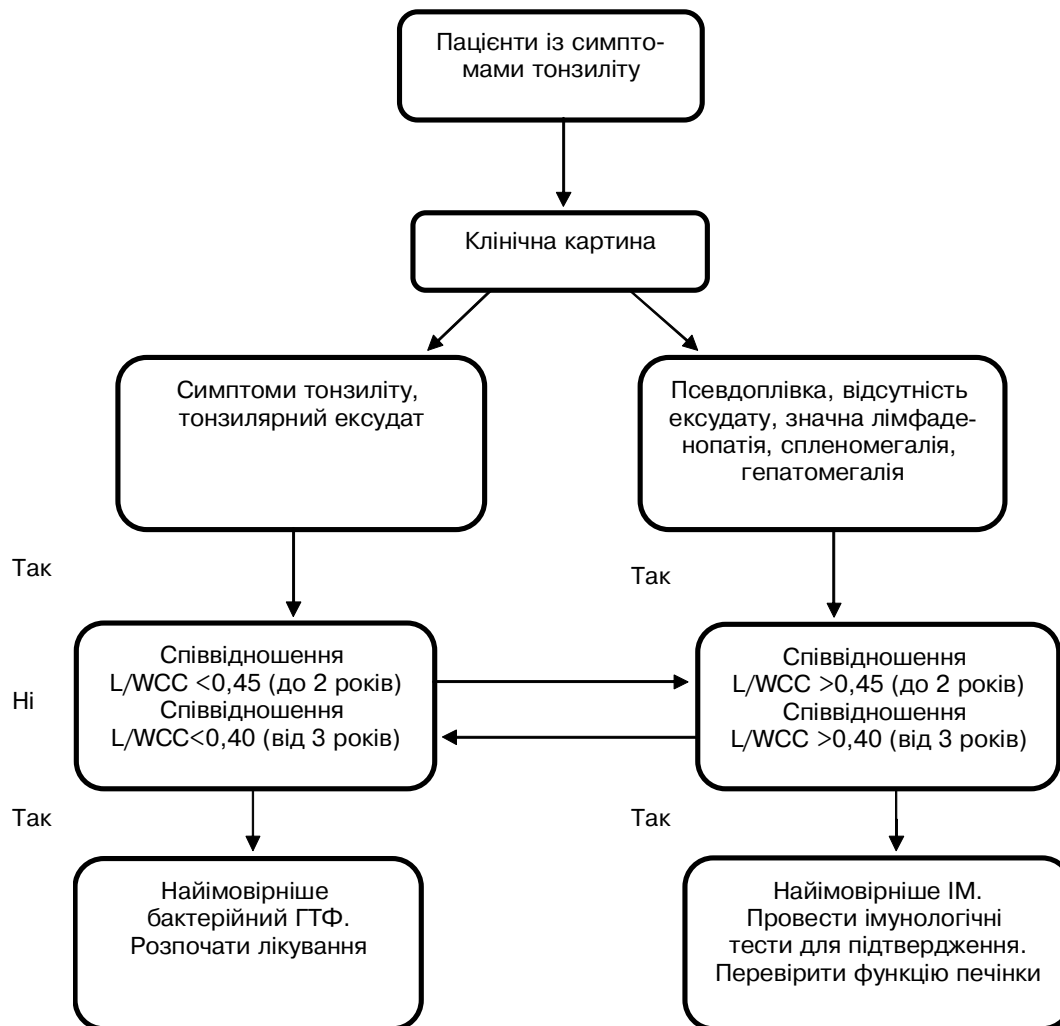 Пацієнти із симпто-
мами тонзиліту
Клінічна картина
Симптоми тонзиліту,
тонзилярний ексудат
Псевдоплівка, відсутність
ексудату, значна лімфаде-
нопатія, спленомегалія,
гепатомегалія
Так
Так
Співвідношення
L/WCC <0,45 (до 2 років)
Співвідношення
L/WCC<0,40 (від 3 років)
Ні
Співвідношення
L/WCC >0,45 (до 2 років)
Співвідношення
L/WCC >0,40 (від 3 років)
Так
Так
Найімовірніше
бактерійний ГТФ.
Розпочати лікування
Найімовірніше ІМ.
Провести імунологічні
тести для підтвердження.
Перевірити функцію печінки